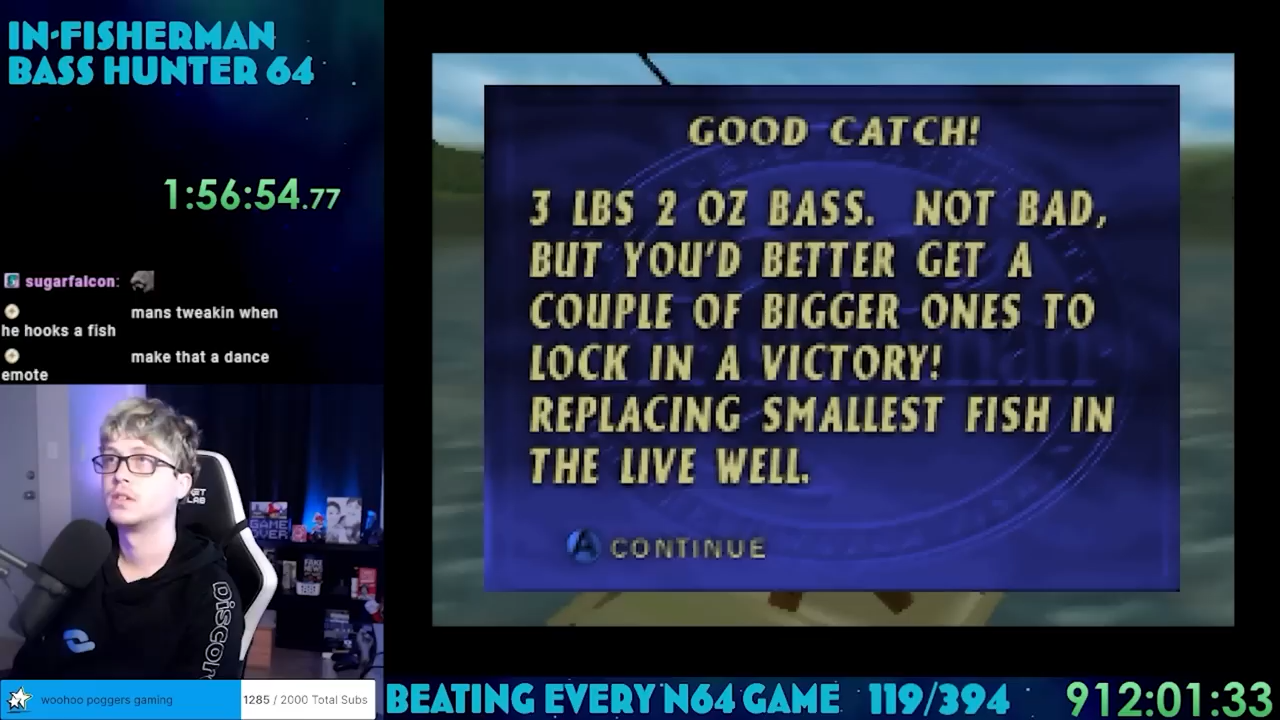 IN-FISHERMAN
BASS HUNTER 64
1:56:54.77
sugarfalcon:
mans tweakin when
he hooks a fish
make that a dance
emote
GOOD CATCH!
3 LBS 2 OZ BASS. NOT BAD,
BUT YOU'D BETTER GET A
COUPLE OF BIGGER ONES TO
LOCK IN A VICTORY!
REPLACING SMALLEST FISH IN
THE LIVE WELL.
A CONTINUE
GAME
OVER
Discord
woohoo poggers gaming
1285 / 2000 Total Subs
BEATING EVERY N64 GAME 119/394 912:01:33